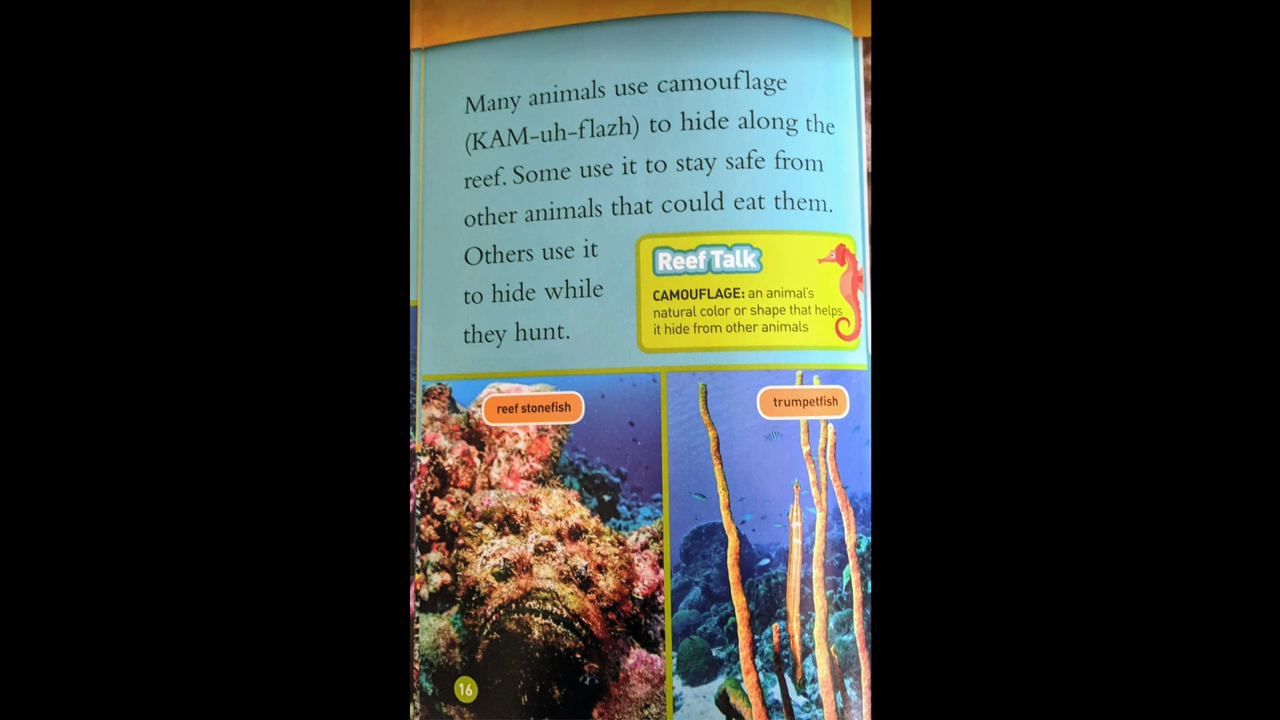 Many animals use camouflage
(KAM-uh-flazh) to hide along the
reef. Some use it to stay safe from
other animals that could eat them.
Others use it
to hide while
they hunt.
Reef Talk
CAMOUFLAGE: an animal's
natural color or shape that helps
it hide from other animals
reef stonefish
trumpetfish
16